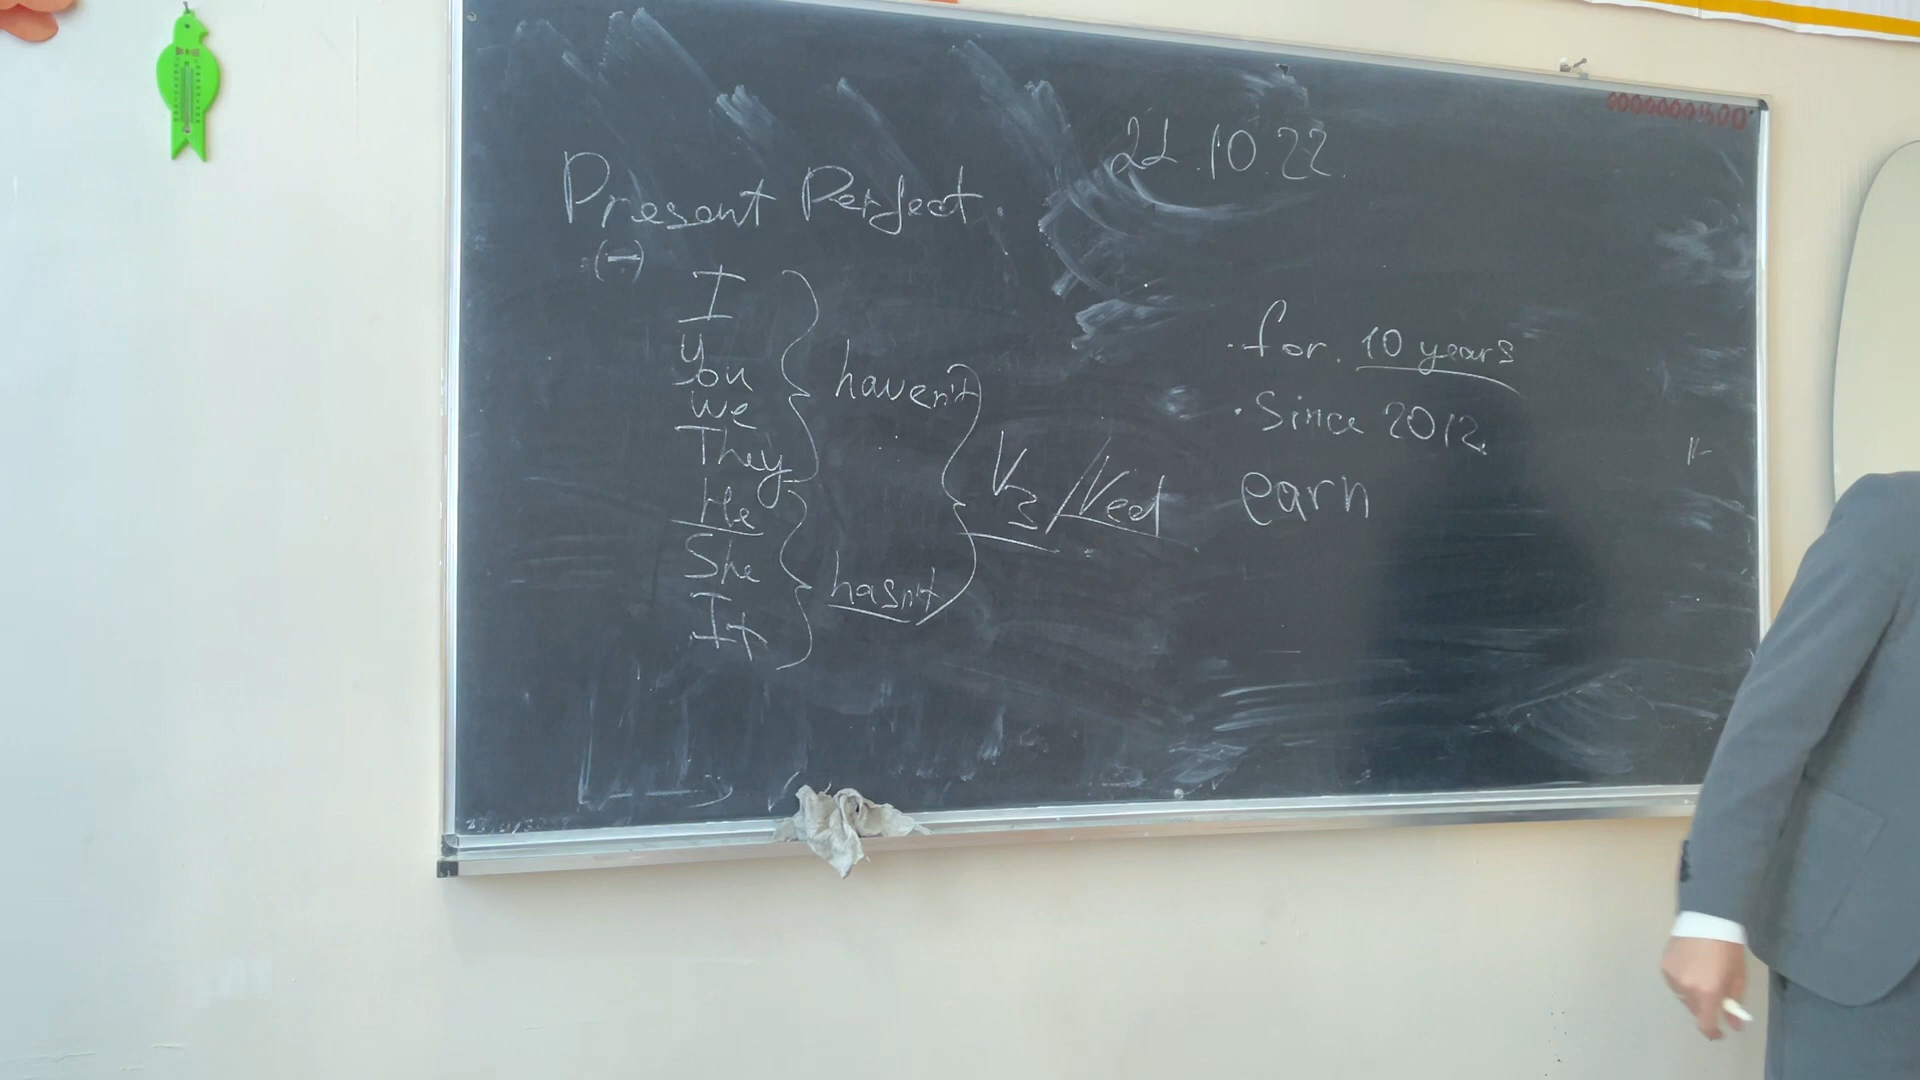 22.10.22.
Present Perfect.
(-)
I
You
We
They
haven't
He
She
It
hasn't
V3/Ved
for 10 years
Since 2012.
earn